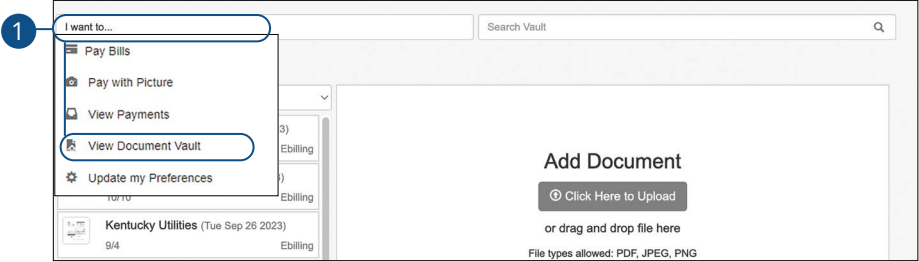 1
I want to...
Search Vault
Pay Bills
Pay with Picture
View Payments
View Document Vault
Update my Preferences
3)
Ebilling
)
10/10
Ebilling
Kentucky Utilities (Tue Sep 26 2023)
9/4
Ebilling
Add Document
Click Here to Upload
or drag and drop file here
File types allowed: PDF, JPEG, PNG